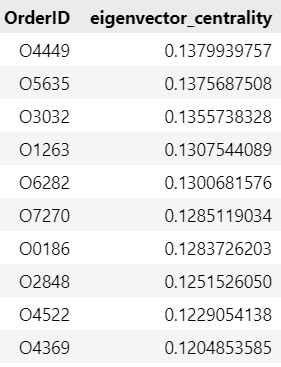 OrderID eigenvector_centrality
O4449 0.1379939757
O5635 0.1375687508
O3032 0.1355738328
O1263 0.1307544089
O6282 0.1300681576
O7270 0.1285119034
O0186 0.1283726203
O2848 0.1251526050
O4522 0.1229054138
O4369 0.1204853585